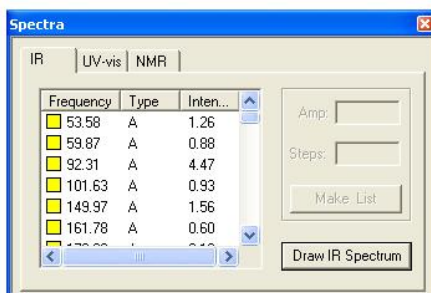 Spectra
IR UV-vis NMR
Frequency Type Inten...
53.58 A 1.26
59.87 A 0.88
92.31 A 4.47
101.63 A 0.93
149.97 A 1.56
161.78 A 0.60
Amp:
Steps:
Make List
Draw IR Spectrum